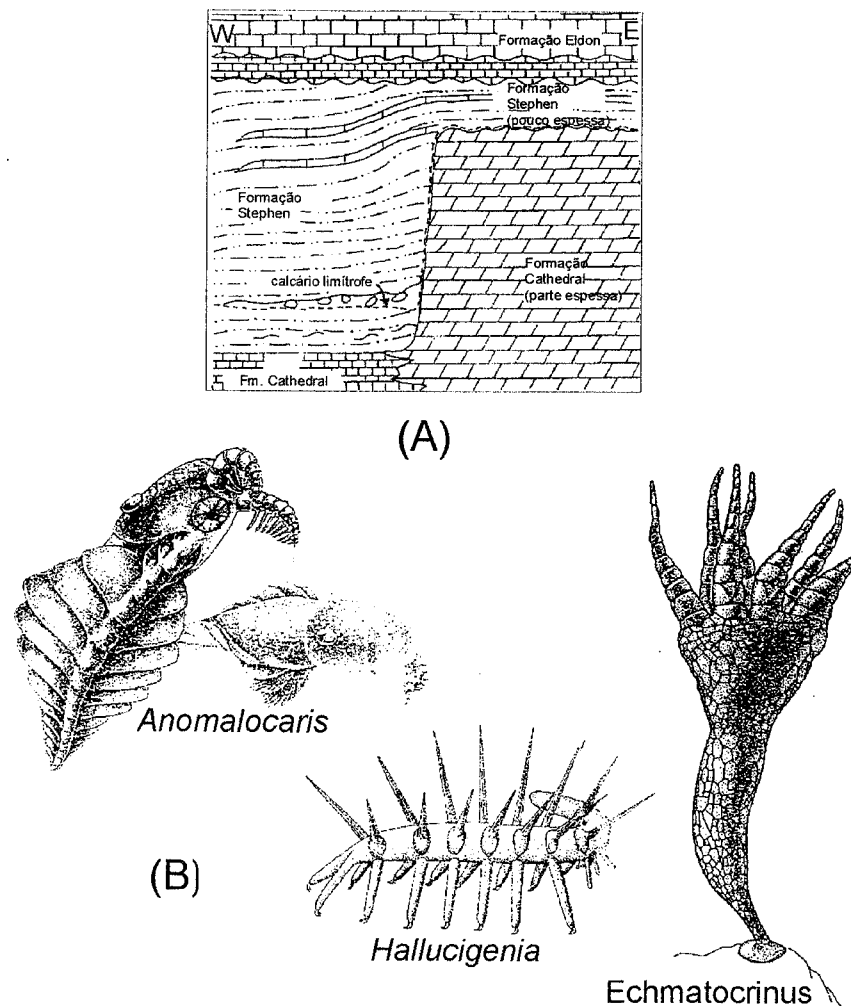 W
E
Formação Eldon
Formação
Stephen
(pouco espessa)
Formação
Stephen
Formação
Cathedral
(parte espessa)
calcário limítrofe
Fm. Cathedral
(A)
Anomalocaris
(B)
Hallucigenia
Echmatocrinus